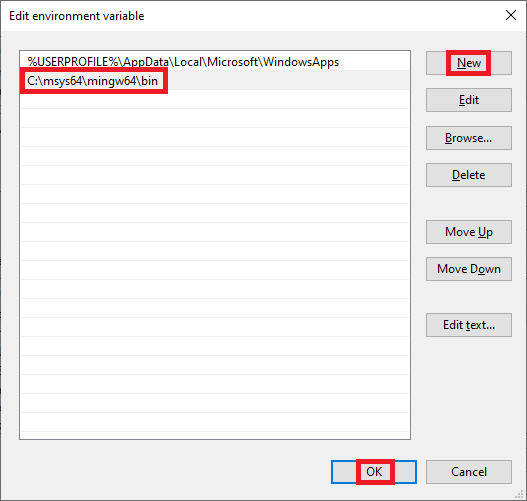 Edit environment variable
%USERPROFILE%\AppData\Local\Microsoft\WindowsApps
C:\msys64\mingw64\bin
New
Edit
Browse...
Delete
Move Up
Move Down
Edit text...
OK
Cancel